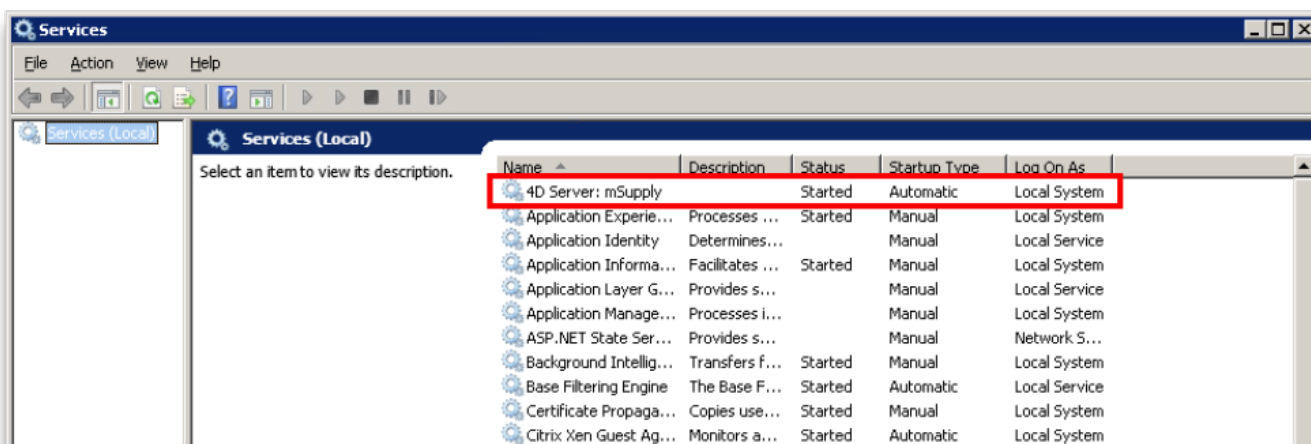 Services
File Action View Help
Services (Local)
Services (Local)
Select an item to view its description.
Name Description Status Startup Type Log On As
4D Server: mSupply Started Automatic Local System
Application Experie... Processes ... Started Manual Local System
Application Identity Determines... Manual Local Service
Application Informa... Facilitates ... Started Manual Local System
Application Layer G... Provides s... Manual Local Service
Application Manage... Processes i... Manual Local System
ASP.NET State Ser... Provides s... Manual Network S...
Background Intellig... Transfers f... Started Manual Local System
Base Filtering Engine The Base F... Started Automatic Local Service
Certificate Propaga... Copies use... Started Manual Local System
Citrix Xen Guest Ag... Monitors a... Started Automatic Local System